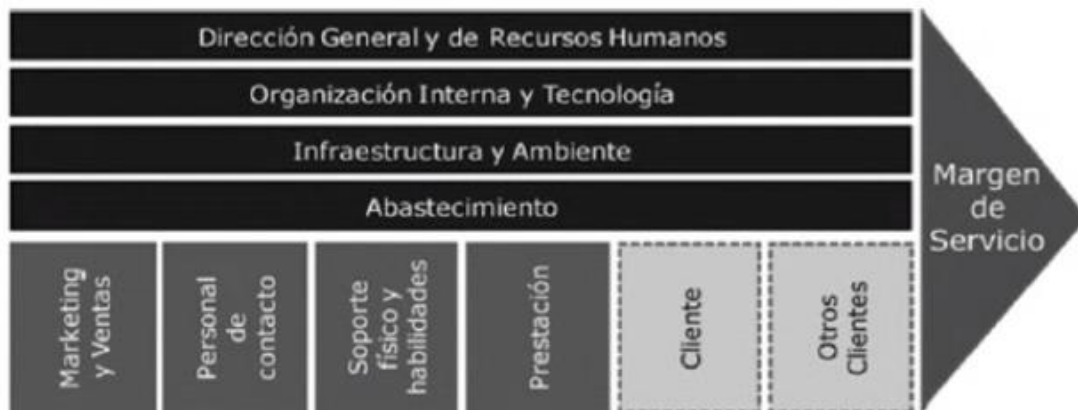 Dirección General y de Recursos Humanos
Organización Interna y Tecnología
Infraestructura y Ambiente
Abastecimiento
Marketing
y Ventas
Personal
de
contacto
Soporte
físico y
habilidades
Prestación
Cliente
Otros
Clientes
Margen
de
Servicio